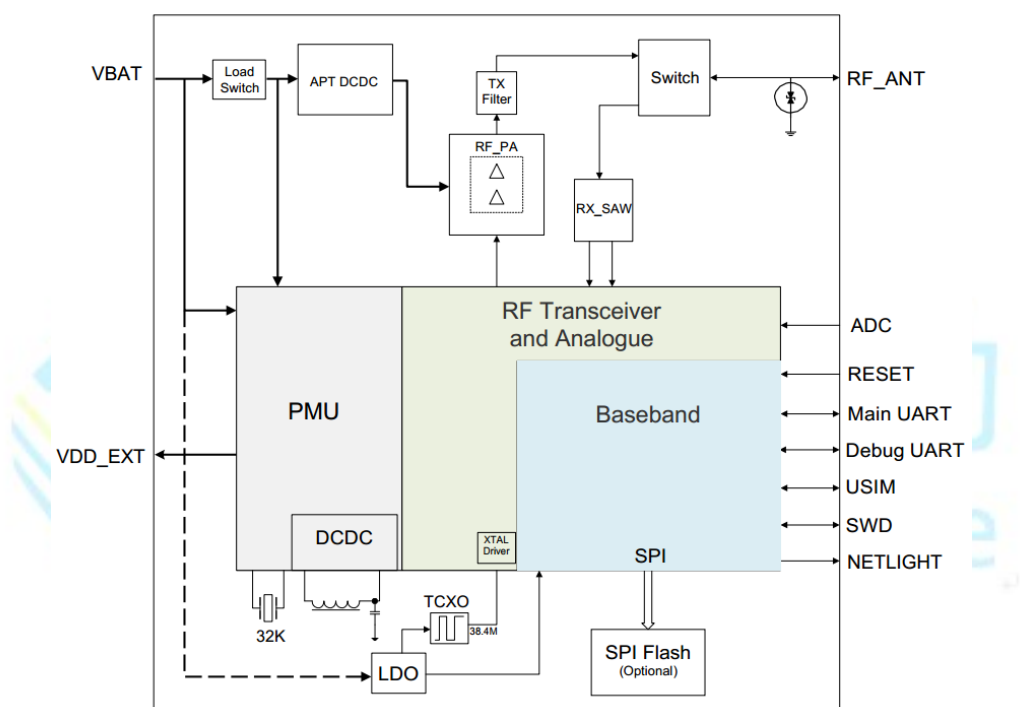 VBAT
Load
Switch
APT DCDC
TX
Filter
Switch
RF_ANT
RF_PA
RX_SAW
RF Transceiver
and Analogue
ADC
RESET
PMU
Baseband
Main UART
VDD_EXT
Debug UART
USIM
DCDC
XTAL
Driver
SWD
SPI
NETLIGHT
32K
TCXO
38.4M
LDO
SPI Flash
(Optional)